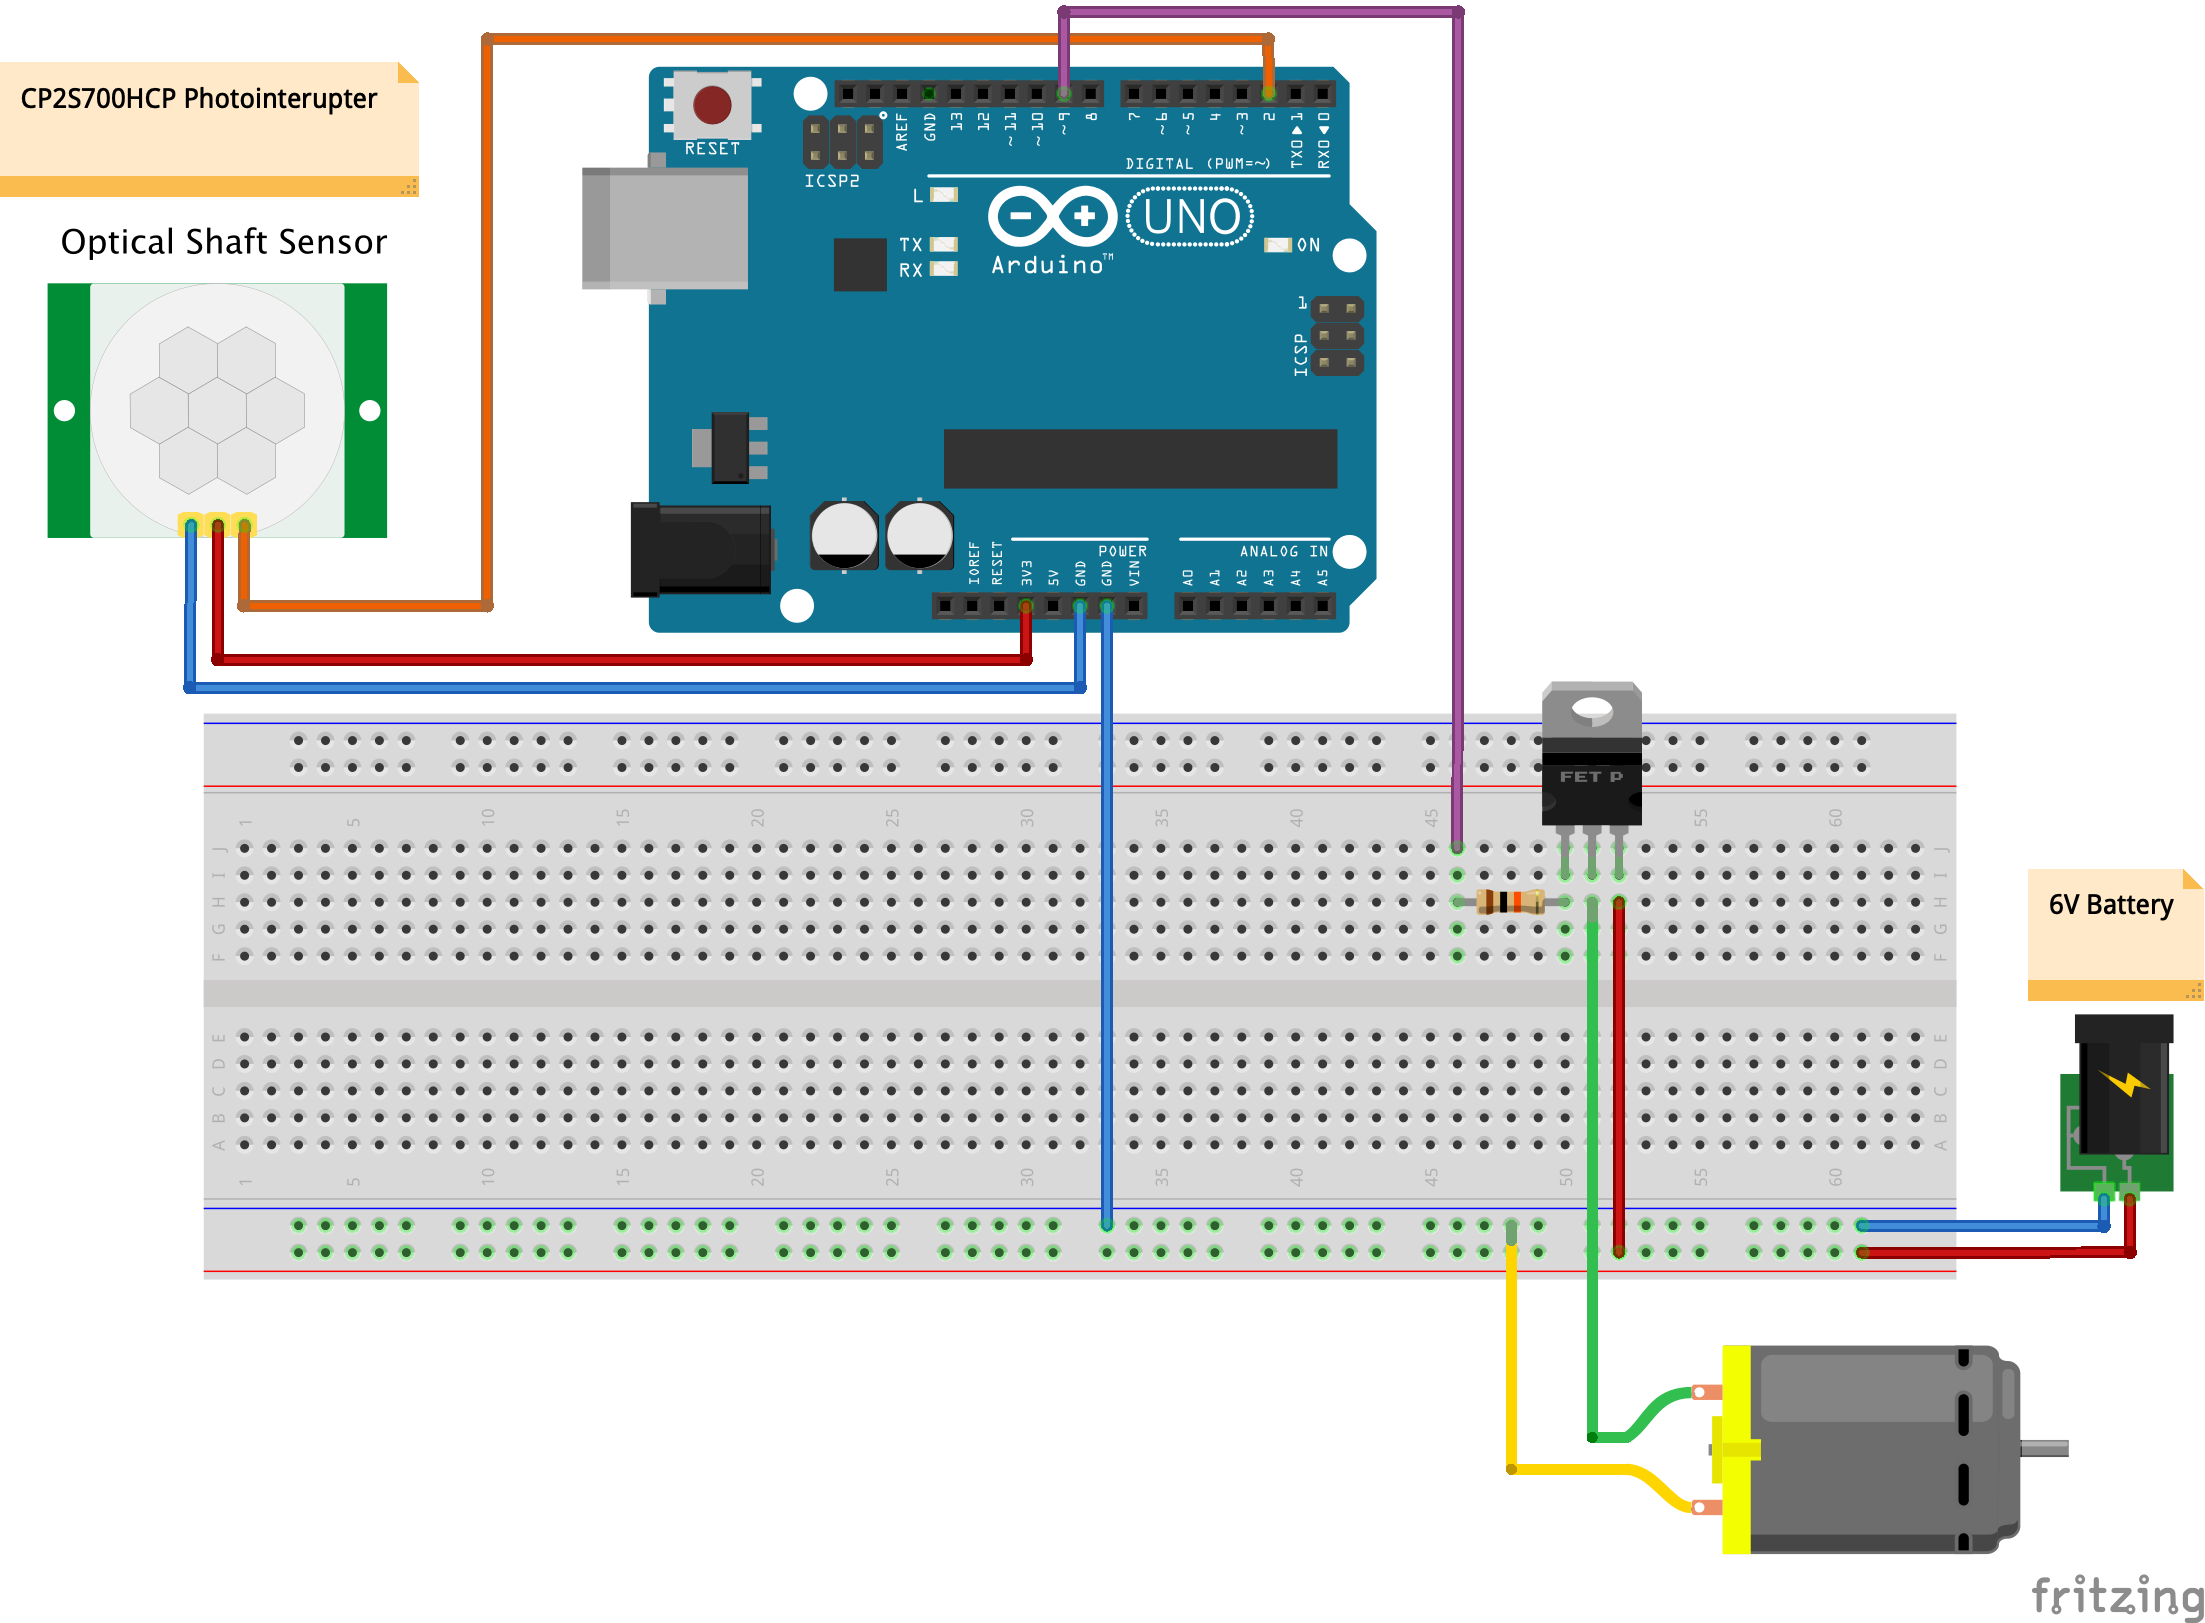 CP2S700HCP Photointerupter
Optical Shaft Sensor
RESET
ICSP2
AREF
GND
13
12
~11
~10
~9
8
7
~6
~5
4
~3
2
TX0▶1
RX0◀0
DIGITAL (PWM=~)
L
TX
RX
UNO
ON
Arduino™
1
ICSP
IOREF
RESET
3V3
5V
GND
GND
VIN
POWER
ANALOG IN
A0
A1
A2
A3
A4
A5
FET P
1 5 10 15 20 25 30 35 40 45 55 60
J J
I I
H H
G G
F F
E E
D D
C C
B B
A A
1 5 10 15 20 25 30 35 40 45 50 55 60
6V Battery
fritzing